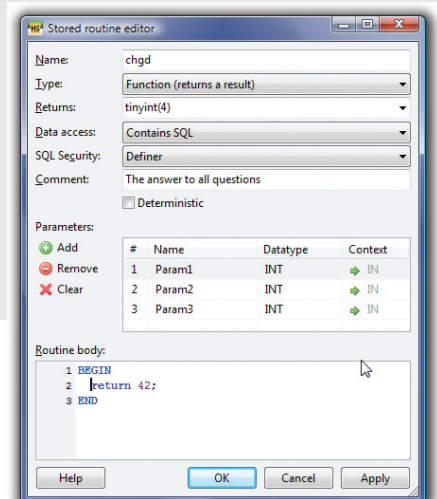 HS Stored routine editor
Name: chgd
Type: Function (returns a result)
Returns: tinyint(4)
Data access: Contains SQL
SQL Security: Definer
Comment: The answer to all questions
Deterministic
Parameters:
Add
Remove
Clear
# Name Datatype Context
1 Param1 INT IN
2 Param2 INT IN
3 Param3 INT IN
Routine body:
1 BEGIN
2 return 42;
3 END
Help OK Cancel Apply